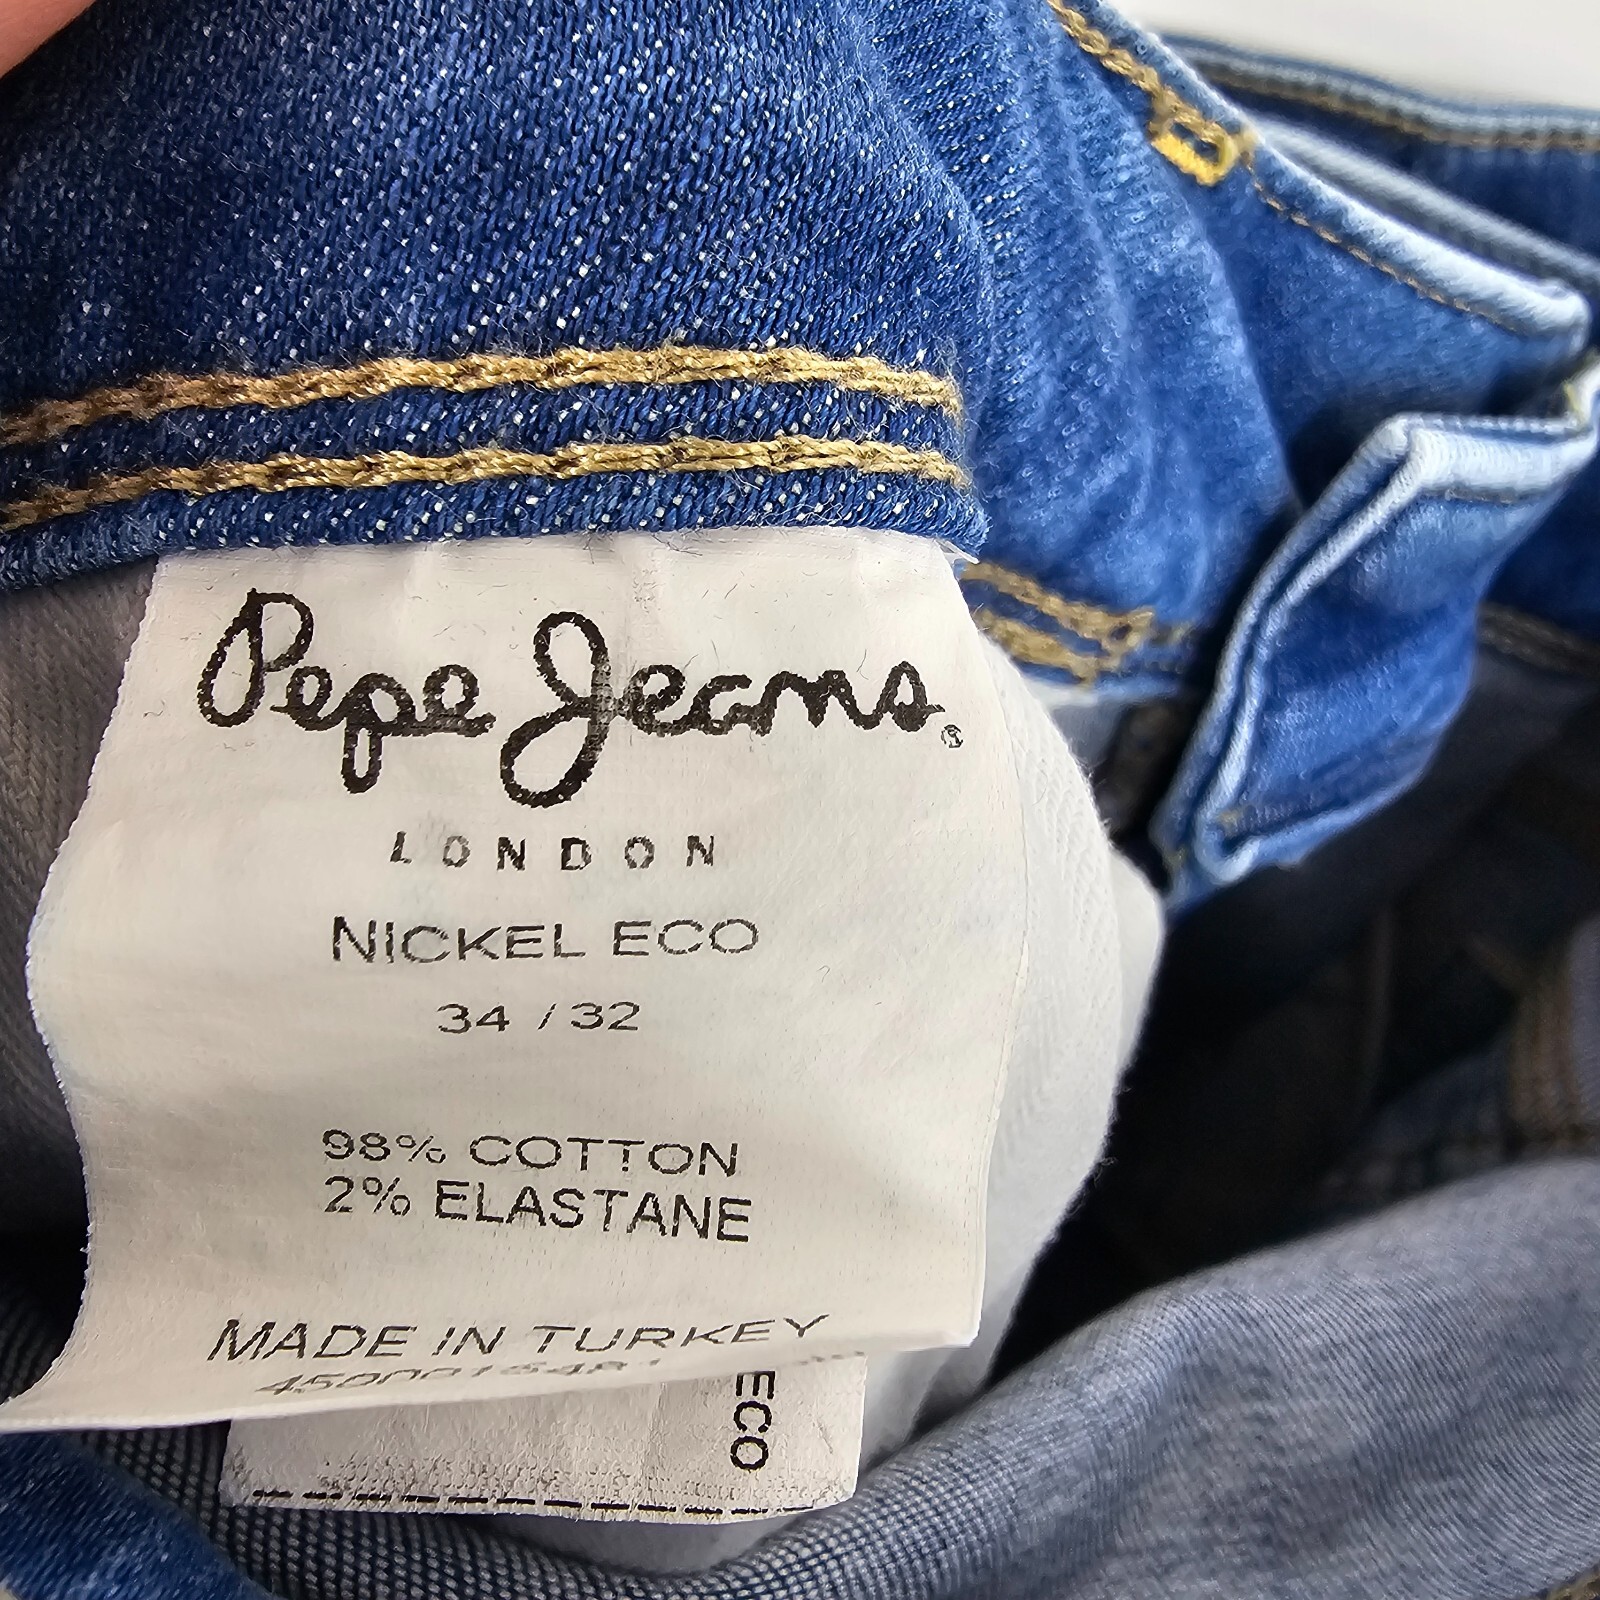 Pepe Jeans®
LONDON
NICKEL ECO
34 / 32
98% COTTON
2% ELASTANE
MADE IN TURKEY
ECO